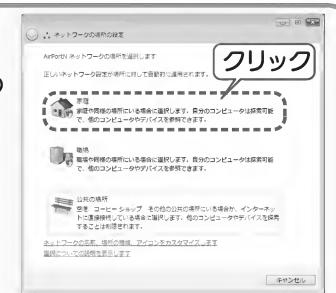 ネットワークの場所の設定
AirPortN ネットワークの場所を選択します
正しいネットワーク設定が場所に対して自動的に適用されます。
クリック
家庭
家庭や同様の場所にいる場合に選択します。自分のコンピュータは探索可能
で、他のコンピュータやデバイスを参照できます。
職場
職場や同様の場所にいる場合に選択します。自分のコンピュータは探索可能
で、他のコンピュータやデバイスを参照できます。
公共の場所
空港、コーヒー ショップ、その他の公共の場所にいる場合か、インターネッ
トに直接接続している場合に選択します。他のコンピュータやデバイスを探索
することは制限されます。
ネットワークの名前、場所の種類、アイコンをカスタマイズします
選択についての説明を表示します
キャンセル